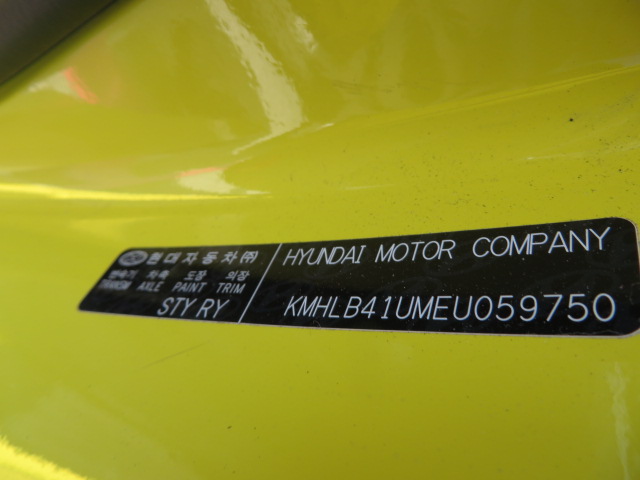 현대자동차㈜
변속기 차축 도장 의장
TRANSM AXLE PAINT TRIM
STY RY
HYUNDAI MOTOR COMPANY
KMHLB41UMEU059750